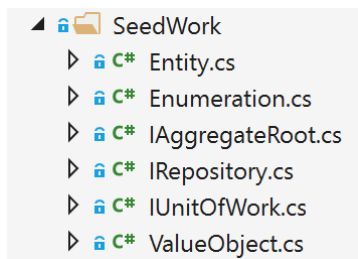 SeedWork
C# Entity.cs
C# Enumeration.cs
C# IAggregateRoot.cs
C# IRepository.cs
C# IUnitOfWork.cs
C# ValueObject.cs